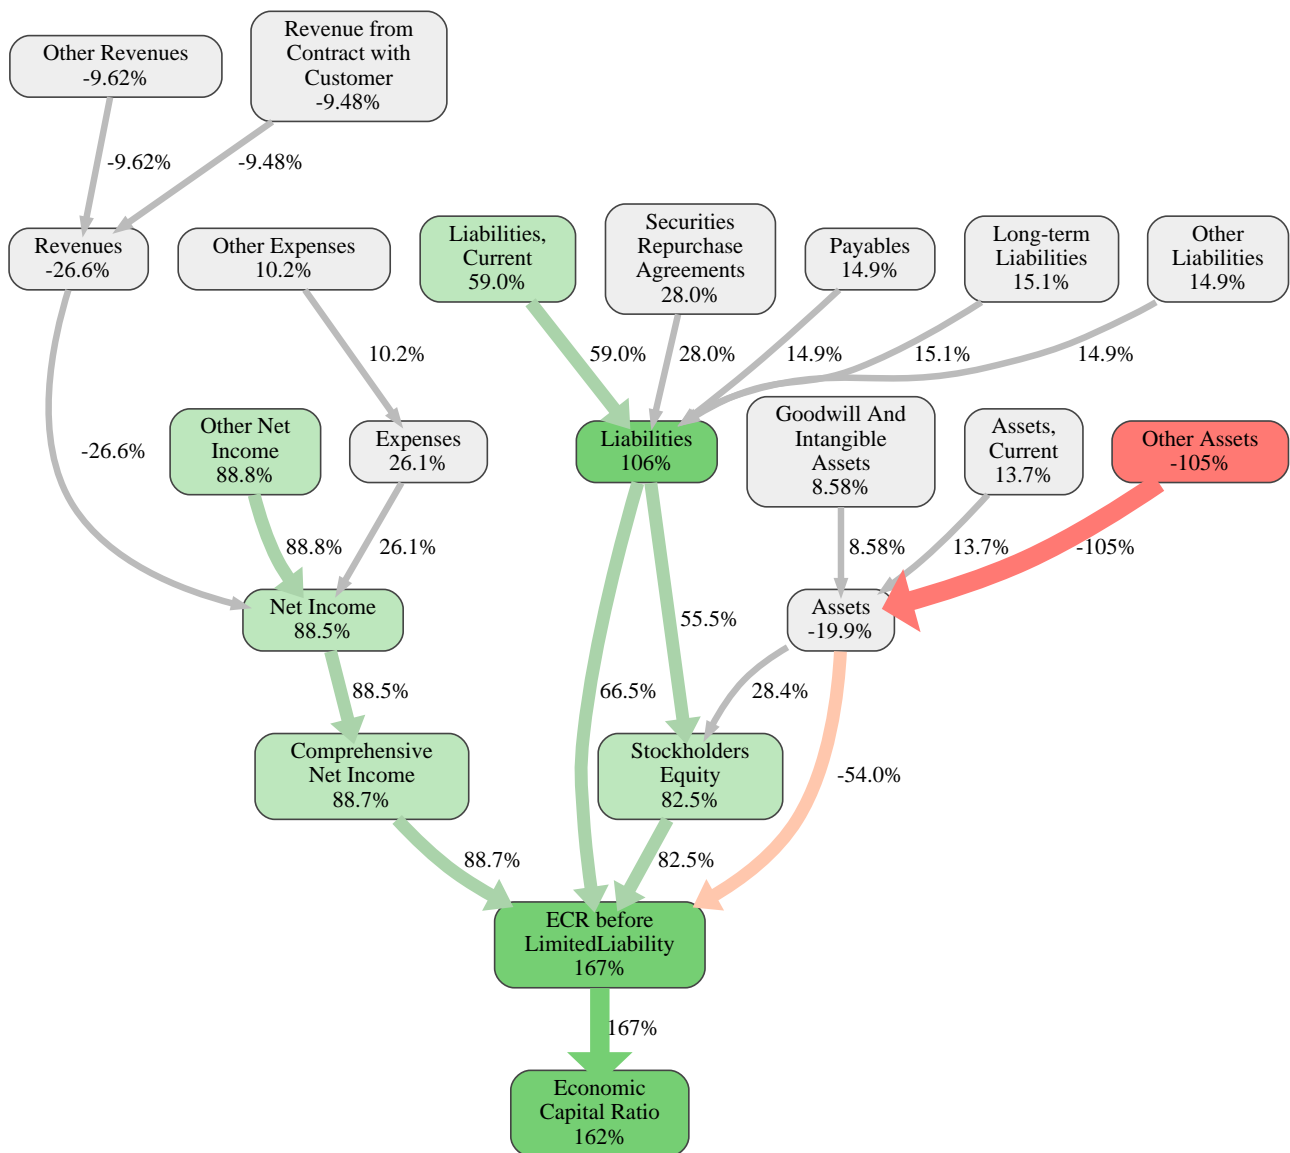 Other Revenues
-9.62%
Revenue from
Contract with
Customer
-9.48%
-9.62%
-9.48%
Revenues
-26.6%
Other Expenses
10.2%
Liabilities,
Current
59.0%
Securities
Repurchase
Agreements
28.0%
Payables
14.9%
Long-term
Liabilities
15.1%
Other
Liabilities
14.9%
10.2%
59.0%
28.0%
14.9%
15.1%
14.9%
-26.6%
Other Net
Income
88.8%
Expenses
26.1%
Liabilities
106%
Goodwill And
Intangible
Assets
8.58%
Assets,
Current
13.7%
Other Assets
-105%
88.8%
26.1%
8.58%
13.7%
-105%
Net Income
88.5%
55.5%
Assets
-19.9%
88.5%
66.5%
28.4%
Comprehensive
Net Income
88.7%
Stockholders
Equity
82.5%
-54.0%
88.7%
82.5%
ECR before
LimitedLiability
167%
167%
Economic
Capital Ratio
162%